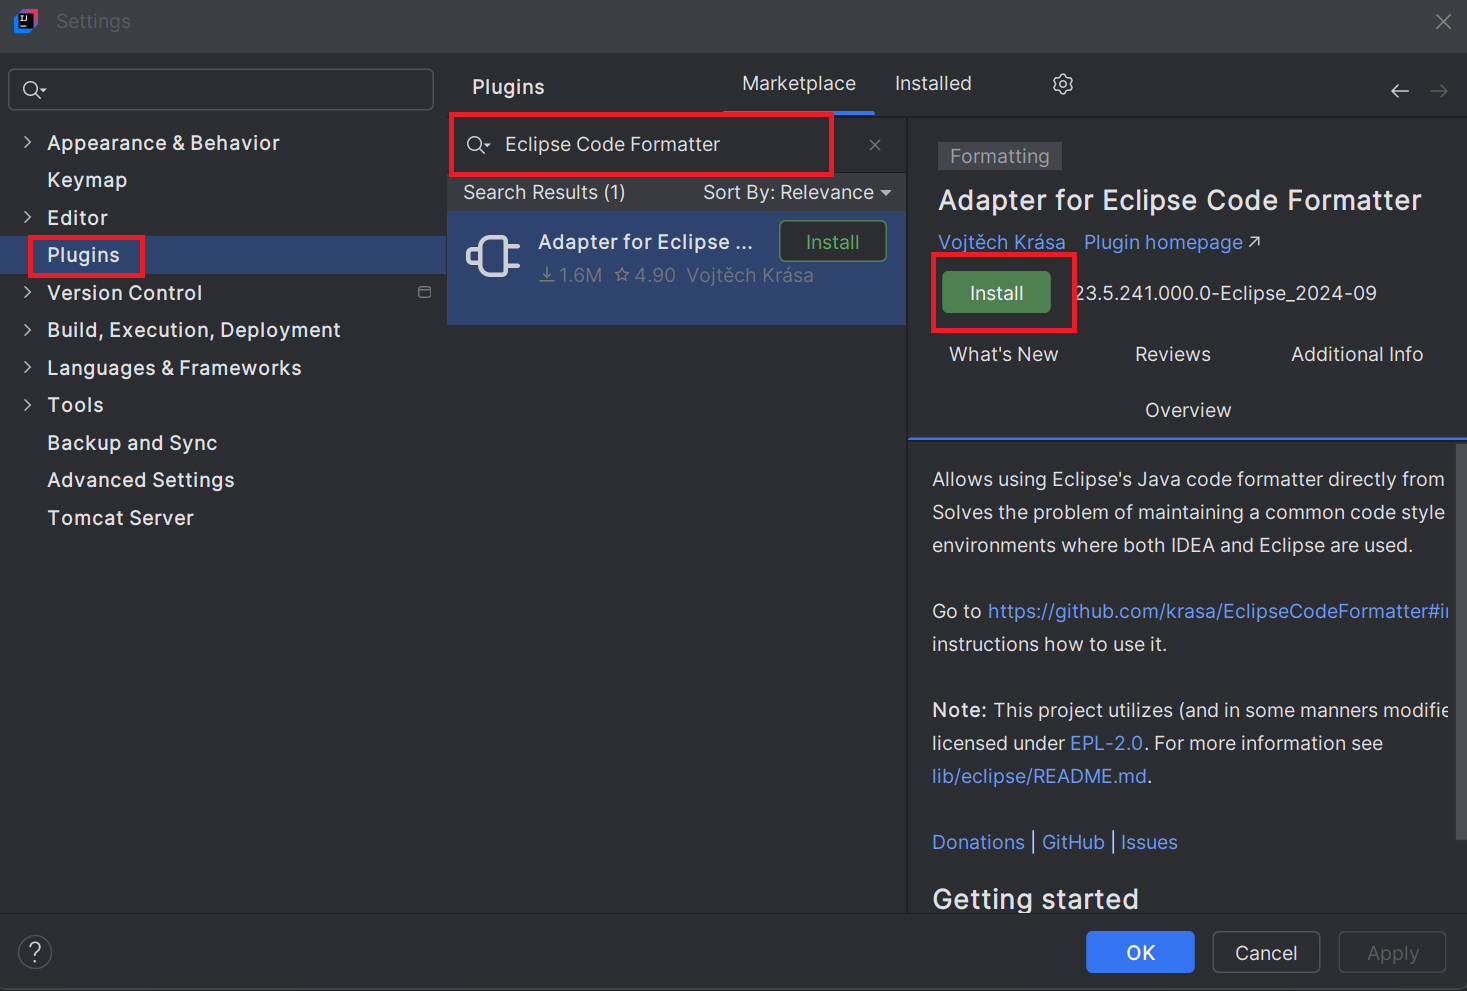 Settings
Plugins
Marketplace
Installed
Appearance & Behavior
Keymap
Editor
Plugins
Version Control
Build, Execution, Deployment
Languages & Frameworks
Tools
Backup and Sync
Advanced Settings
Tomcat Server
Eclipse Code Formatter
Search Results (1) Sort By: Relevance
Adapter for Eclipse ... Install
1.6M 4.90 Vojtěch Krása
Formatting
Adapter for Eclipse Code Formatter
Vojtěch Krása Plugin homepage
Install 23.5.241.000.0-Eclipse_2024-09
What's New Reviews Additional Info
Overview
Allows using Eclipse's Java code formatter directly from
Solves the problem of maintaining a common code style
environments where both IDEA and Eclipse are used.
Go to https://github.com/krasa/EclipseCodeFormatter#in
instructions how to use it.
Note: This project utilizes (and in some manners modifie
licensed under EPL-2.0. For more information see
lib/eclipse/README.md.
Donations | GitHub | Issues
Getting started
?
OK Cancel Apply